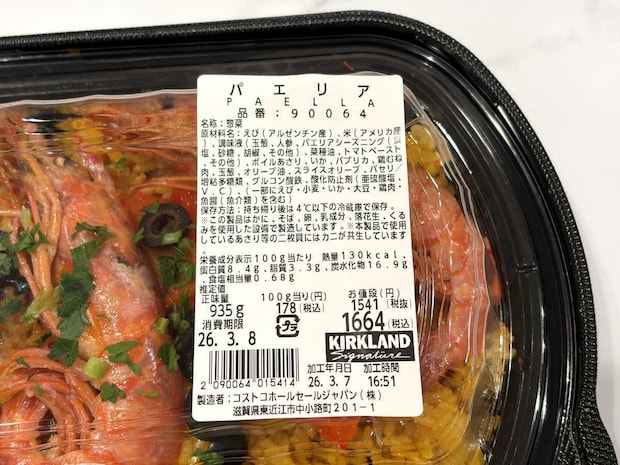 パエリア
PAELLA
品番:90064
名称:惣菜
原材料名:えび(アルゼンチン産)、米(アメリカ産
)、調味液(玉葱、人参、パエリアシーズニング(食
塩、砂糖、胡椒、その他)、菜種油、トマトペースト
、その他)、ボイルあさり、いか、パプリカ、鶏むね
肉、玉葱、オリーブ油、スライスオリーブ、パセリ/
増粘多糖類、グルコン酸鉄、酸化防止剤(亜硫酸塩、
V.C)、(一部にえび・小麦・いか・大豆・鶏肉・
魚醤(魚介類)を含む)
保存方法:持ち帰り後は4℃以下の冷蔵庫で保存。
※この製品はかに、そば、卵、乳成分、落花生、くる
みを使用した設備で製造しています。※本製品で使用
しているあさり等の二枚貝にはカニが共生しています
。
栄養成分表示100g当たり 熱量130kcal、
蛋白質8.4g、脂質3.3g、炭水化物16.9g
、食塩相当量0.68g
推定値
正味量 100g当り(円) お値段(円)
935g 178(税込) 1541(税抜)
1664(税込)
消費期限
26.3.8
KIRKLAND
Signature
加工年月日 加工時間
26.3.7 16:51
2090064015414
製造者:コストコホールセールジャパン(株)
滋賀県東近江市中小路町201-1